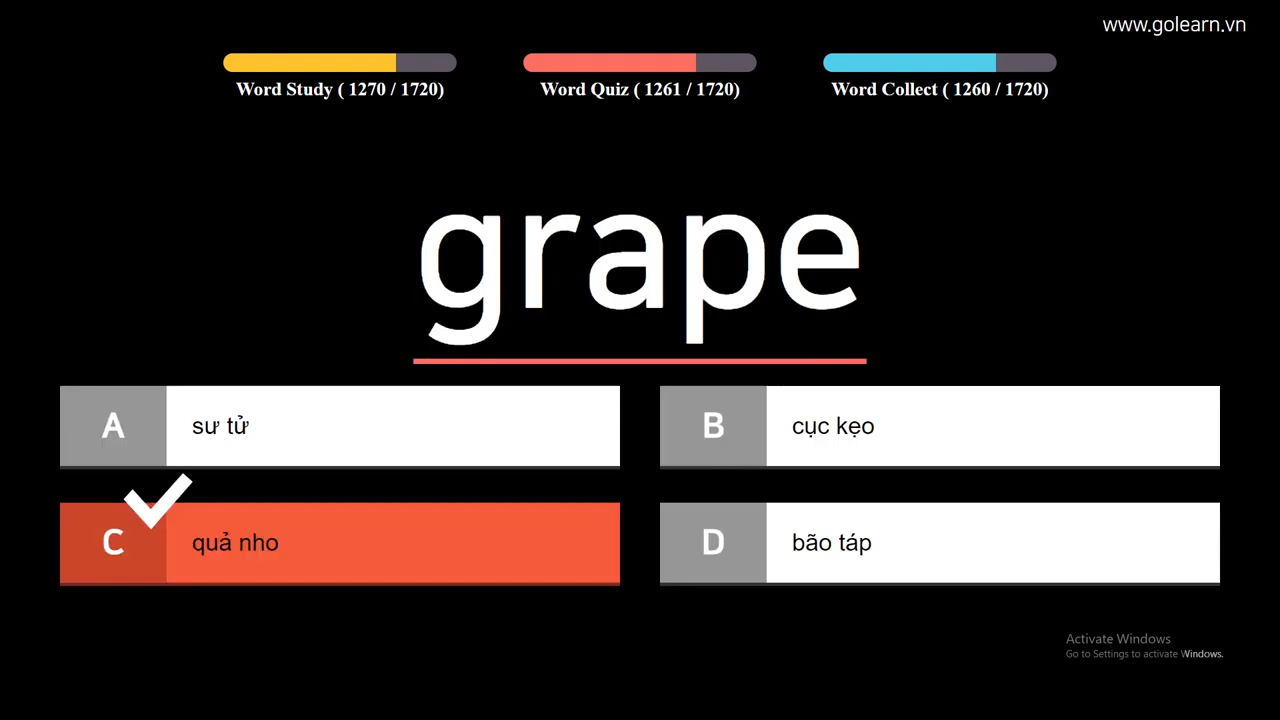 www.golearn.vn
Word Study ( 1270 / 1720)
Word Quiz ( 1261 / 1720)
Word Collect ( 1260 / 1720)
grape
A sư tử
B cục kẹo
C quả nho
D bão táp
Activate Windows
Go to Settings to activate Windows.